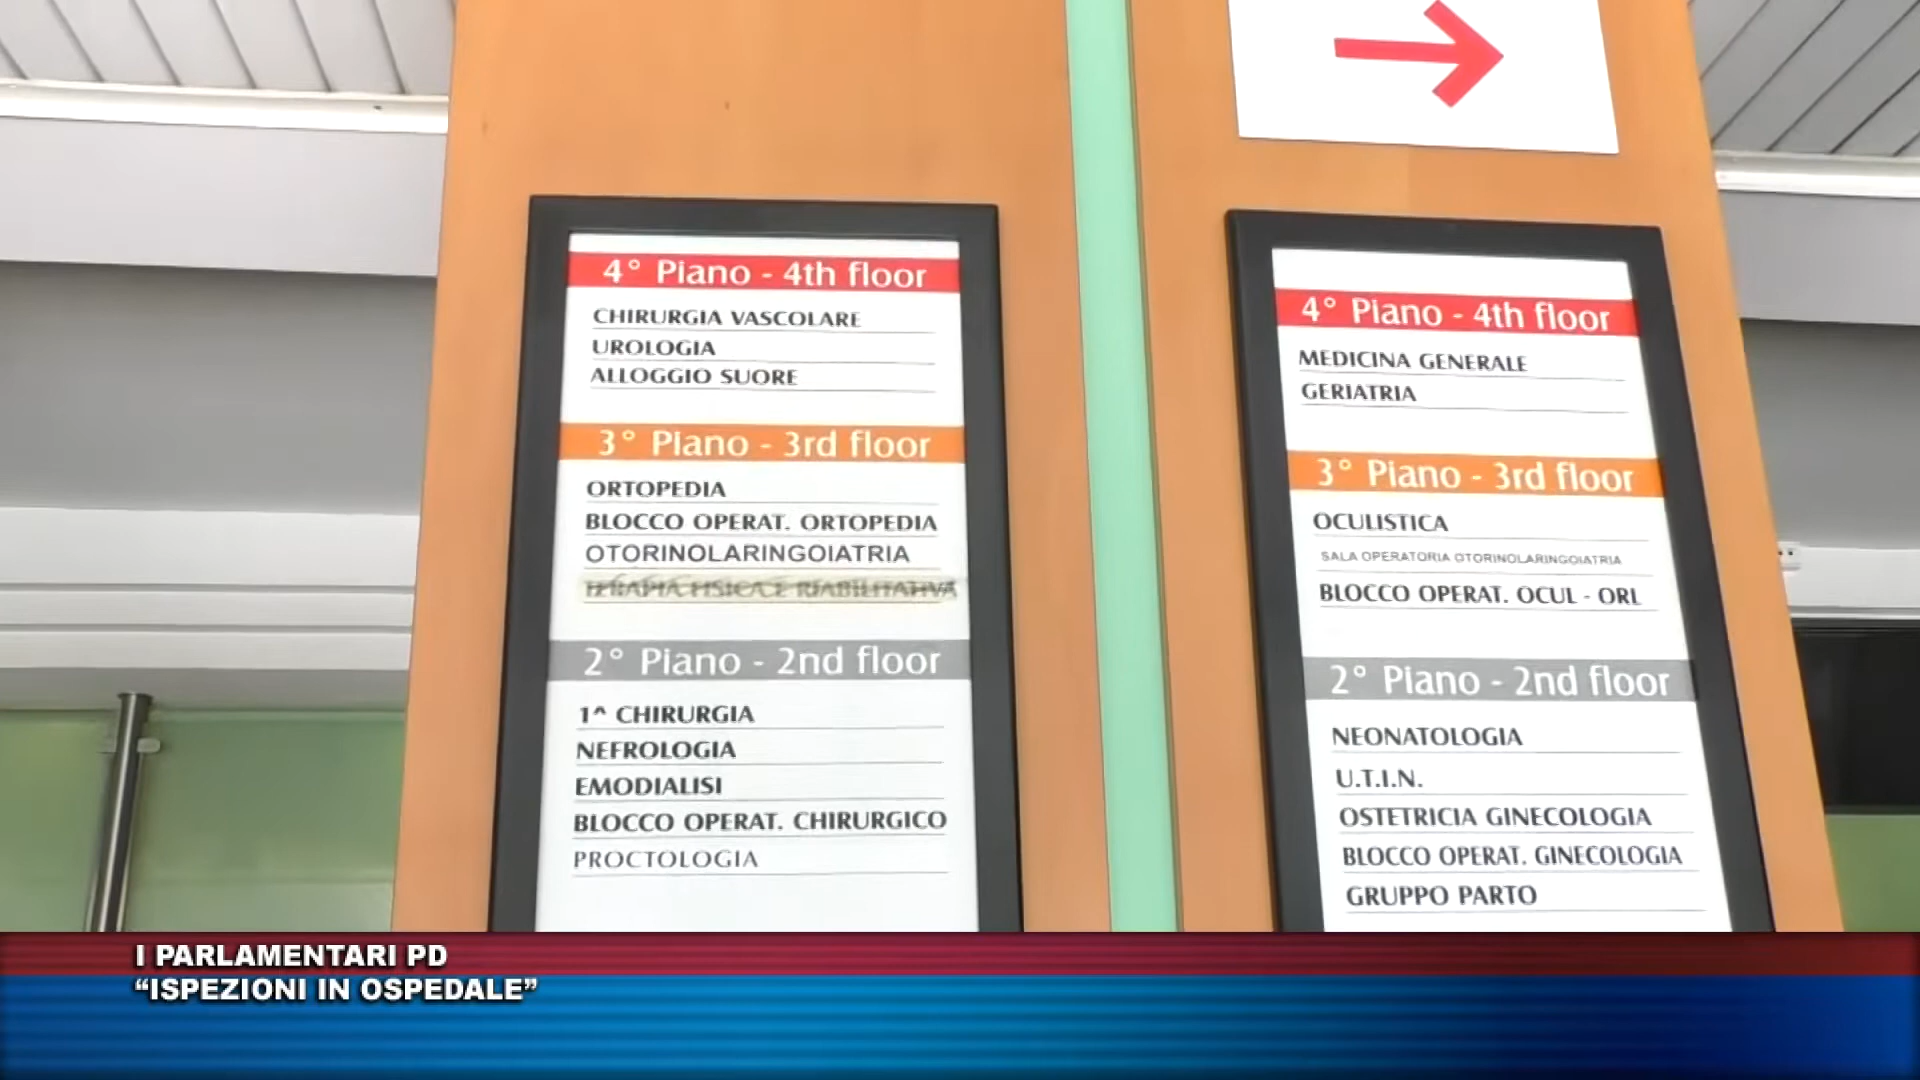 4° Piano - 4th floor
CHIRURGIA VASCOLARE
UROLOGIA
ALLOGGIO SUORE
3° Piano - 3rd floor
ORTOPEDIA
BLOCCO OPERAT. ORTOPEDIA
OTORINOLARINGOIATRIA
TERAPIA FISICA E RIABILITATIVA
2° Piano - 2nd floor
1^ CHIRURGIA
NEFROLOGIA
EMODIALISI
BLOCCO OPERAT. CHIRURGICO
PROCTOLOGIA
4° Piano - 4th floor
MEDICINA GENERALE
GERIATRIA
3° Piano - 3rd floor
OCULISTICA
SALA OPERATORIA OTORINOLARINGOIATRIA
BLOCCO OPERAT. OCUL - ORL
2° Piano - 2nd floor
NEONATOLOGIA
U.T.I.N.
OSTETRICIA GINECOLOGIA
BLOCCO OPERAT. GINECOLOGIA
GRUPPO PARTO
I PARLAMENTARI PD
“ISPEZIONI IN OSPEDALE”